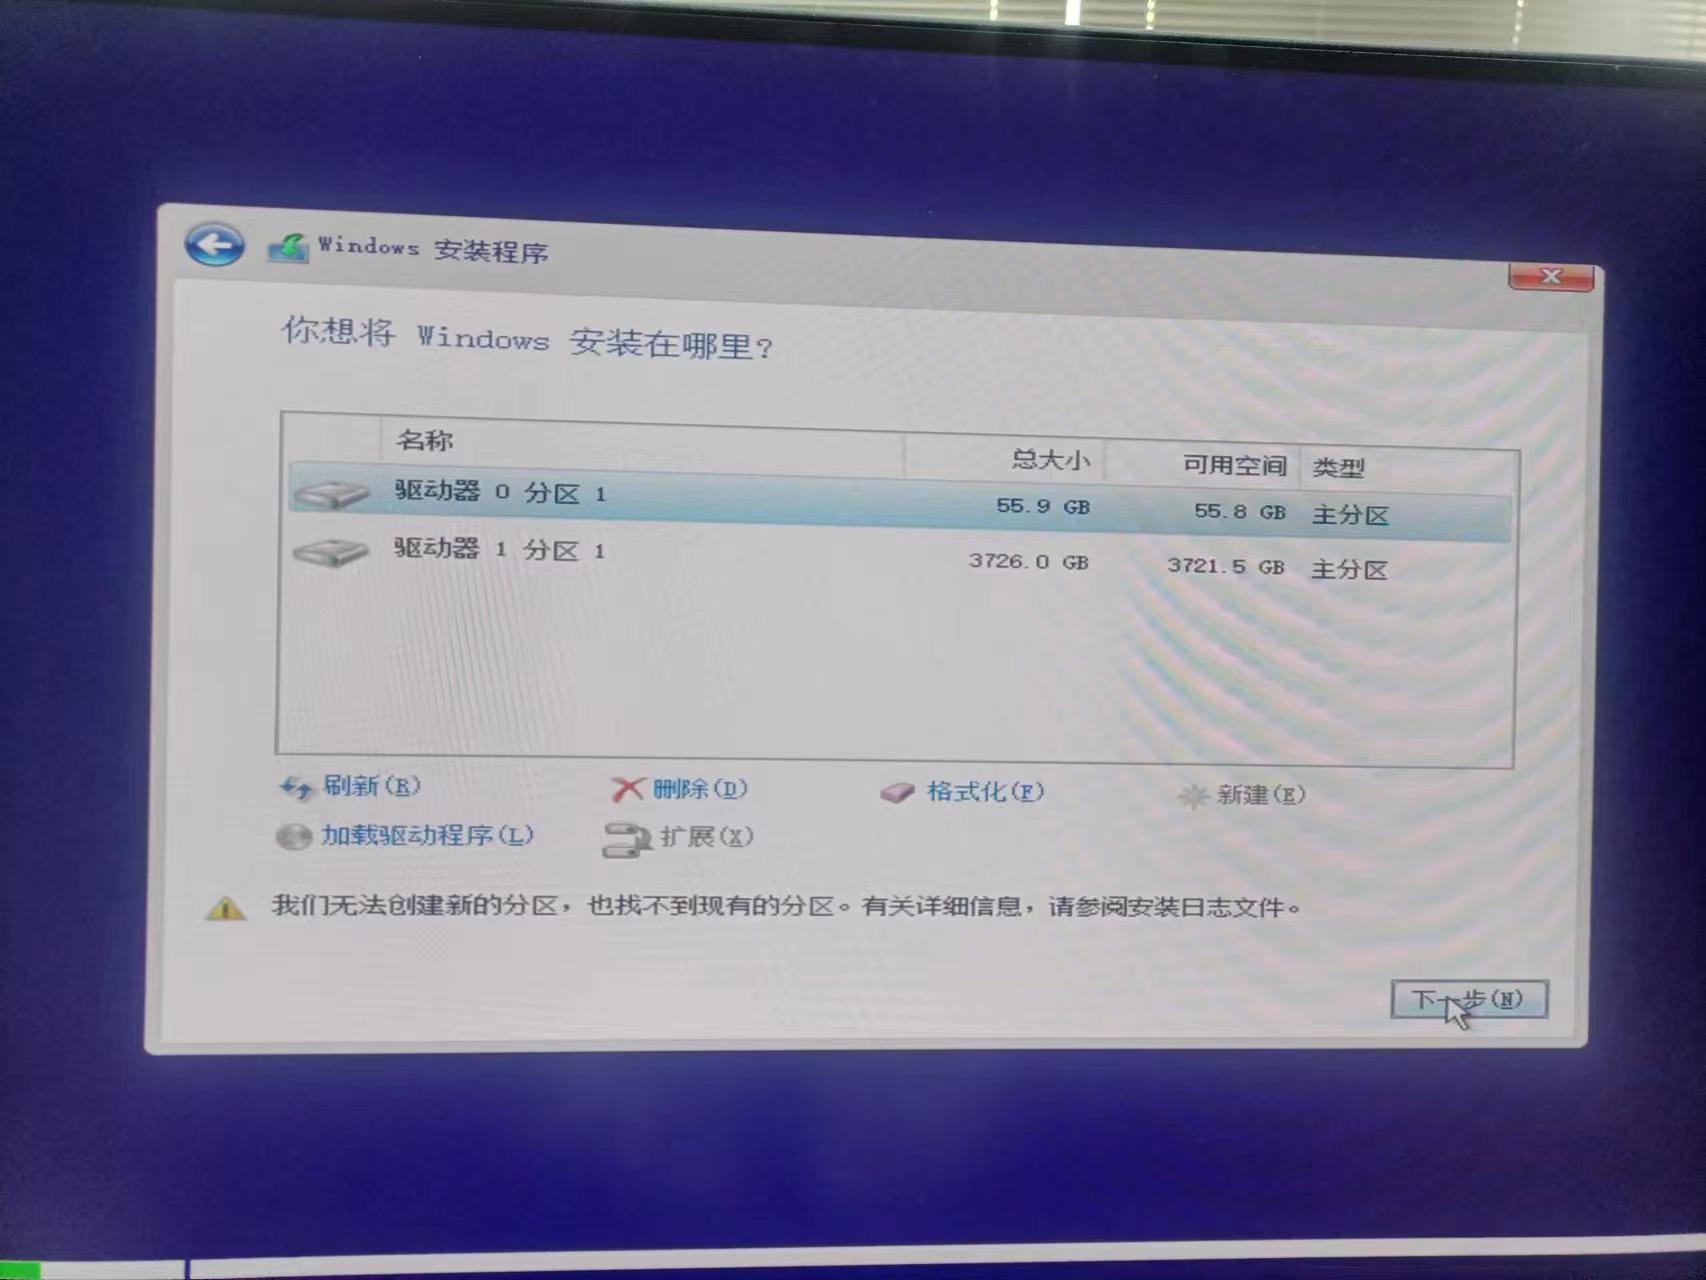 Windows 安装程序
你想将 Windows 安装在哪里?
名称 总大小 可用空间 类型
驱动器 0 分区 1 55.9 GB 55.8 GB 主分区
驱动器 1 分区 1 3726.0 GB 3721.5 GB 主分区
刷新(R) 删除(D) 格式化(F) 新建(E)
加载驱动程序(L) 扩展(X)
我们无法创建新的分区，也找不到现有的分区。有关详细信息，请参阅安装日志文件。
下一步(N)